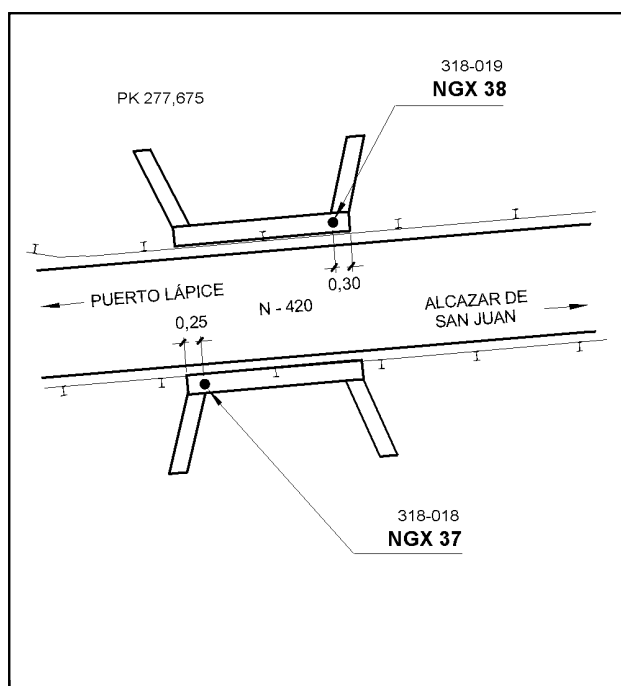 318-019
NGX 38
PK 277,675
0,30
PUERTO LÁPICE
N - 420
ALCAZAR DE
SAN JUAN
0,25
318-018
NGX 37